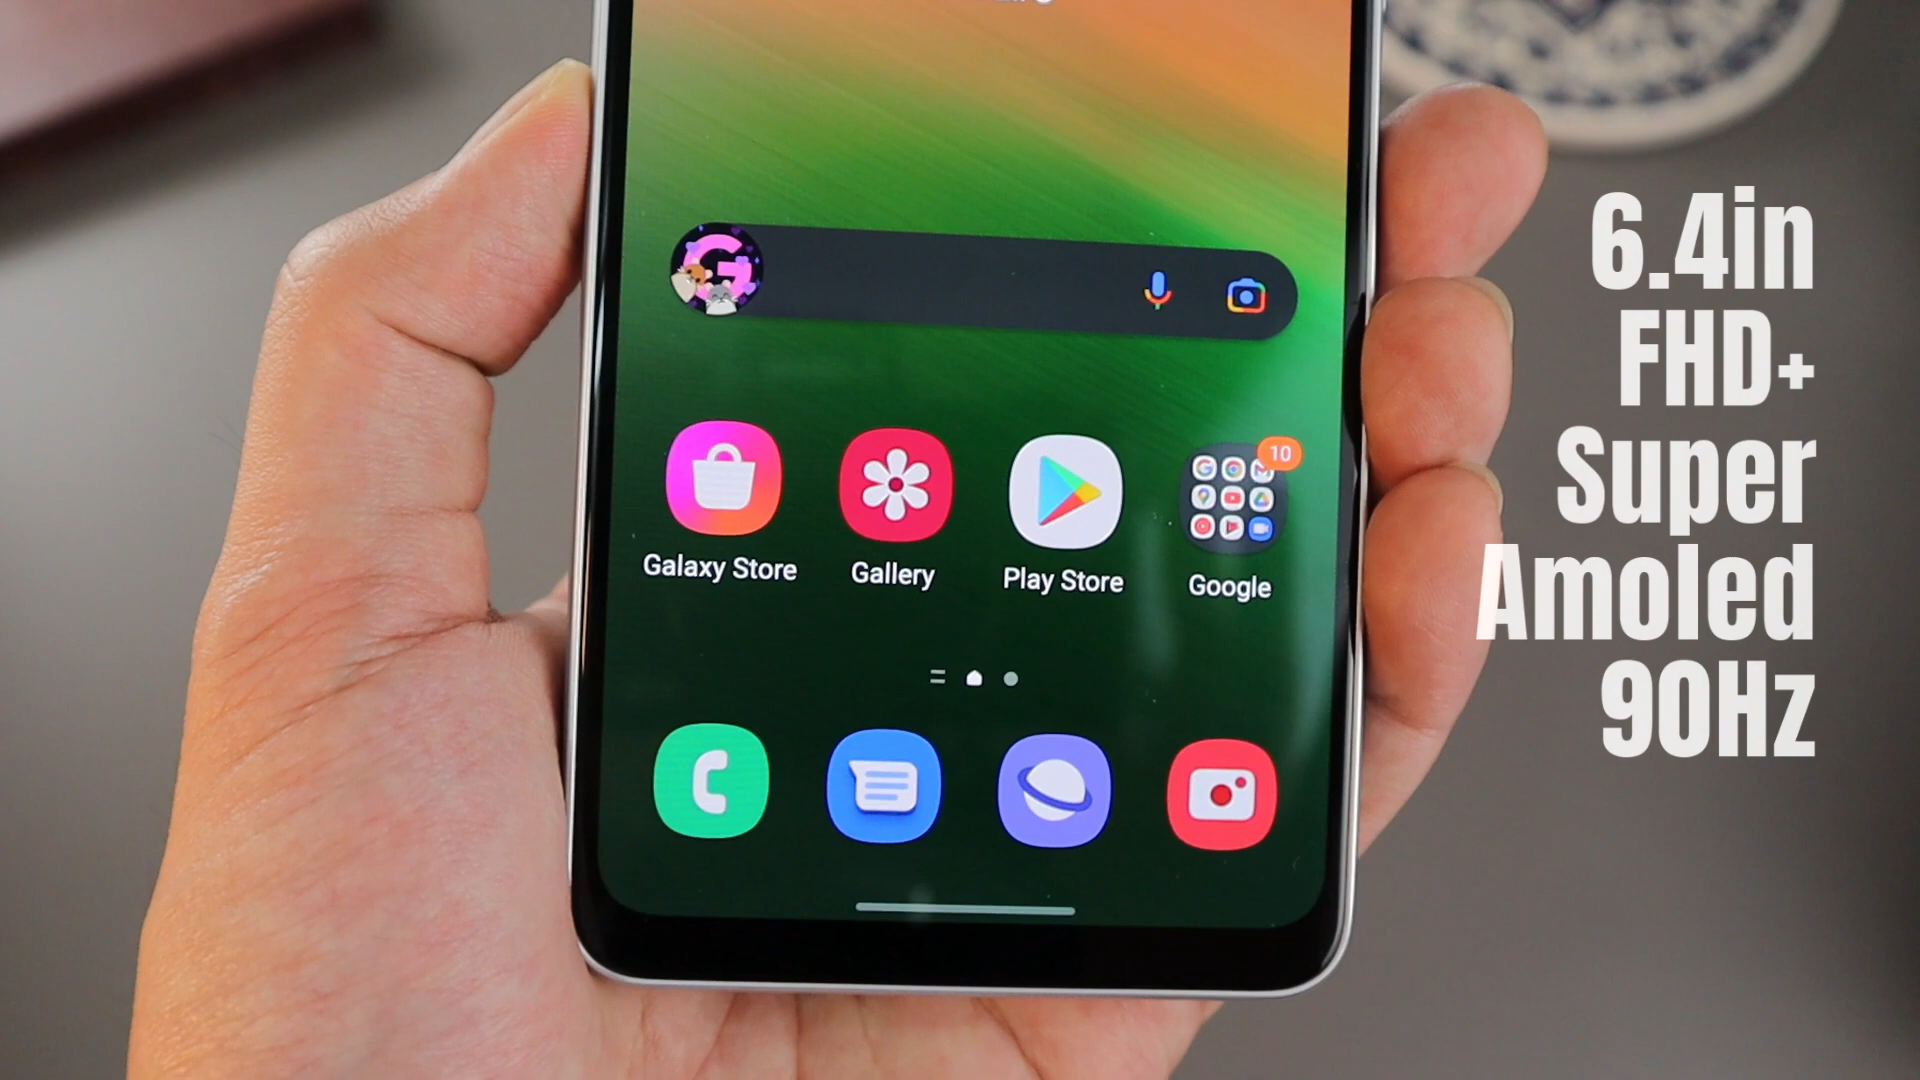 6.4in
FHD+
Super
Amoled
90Hz
G
10
Galaxy Store
Gallery
Play Store
Google